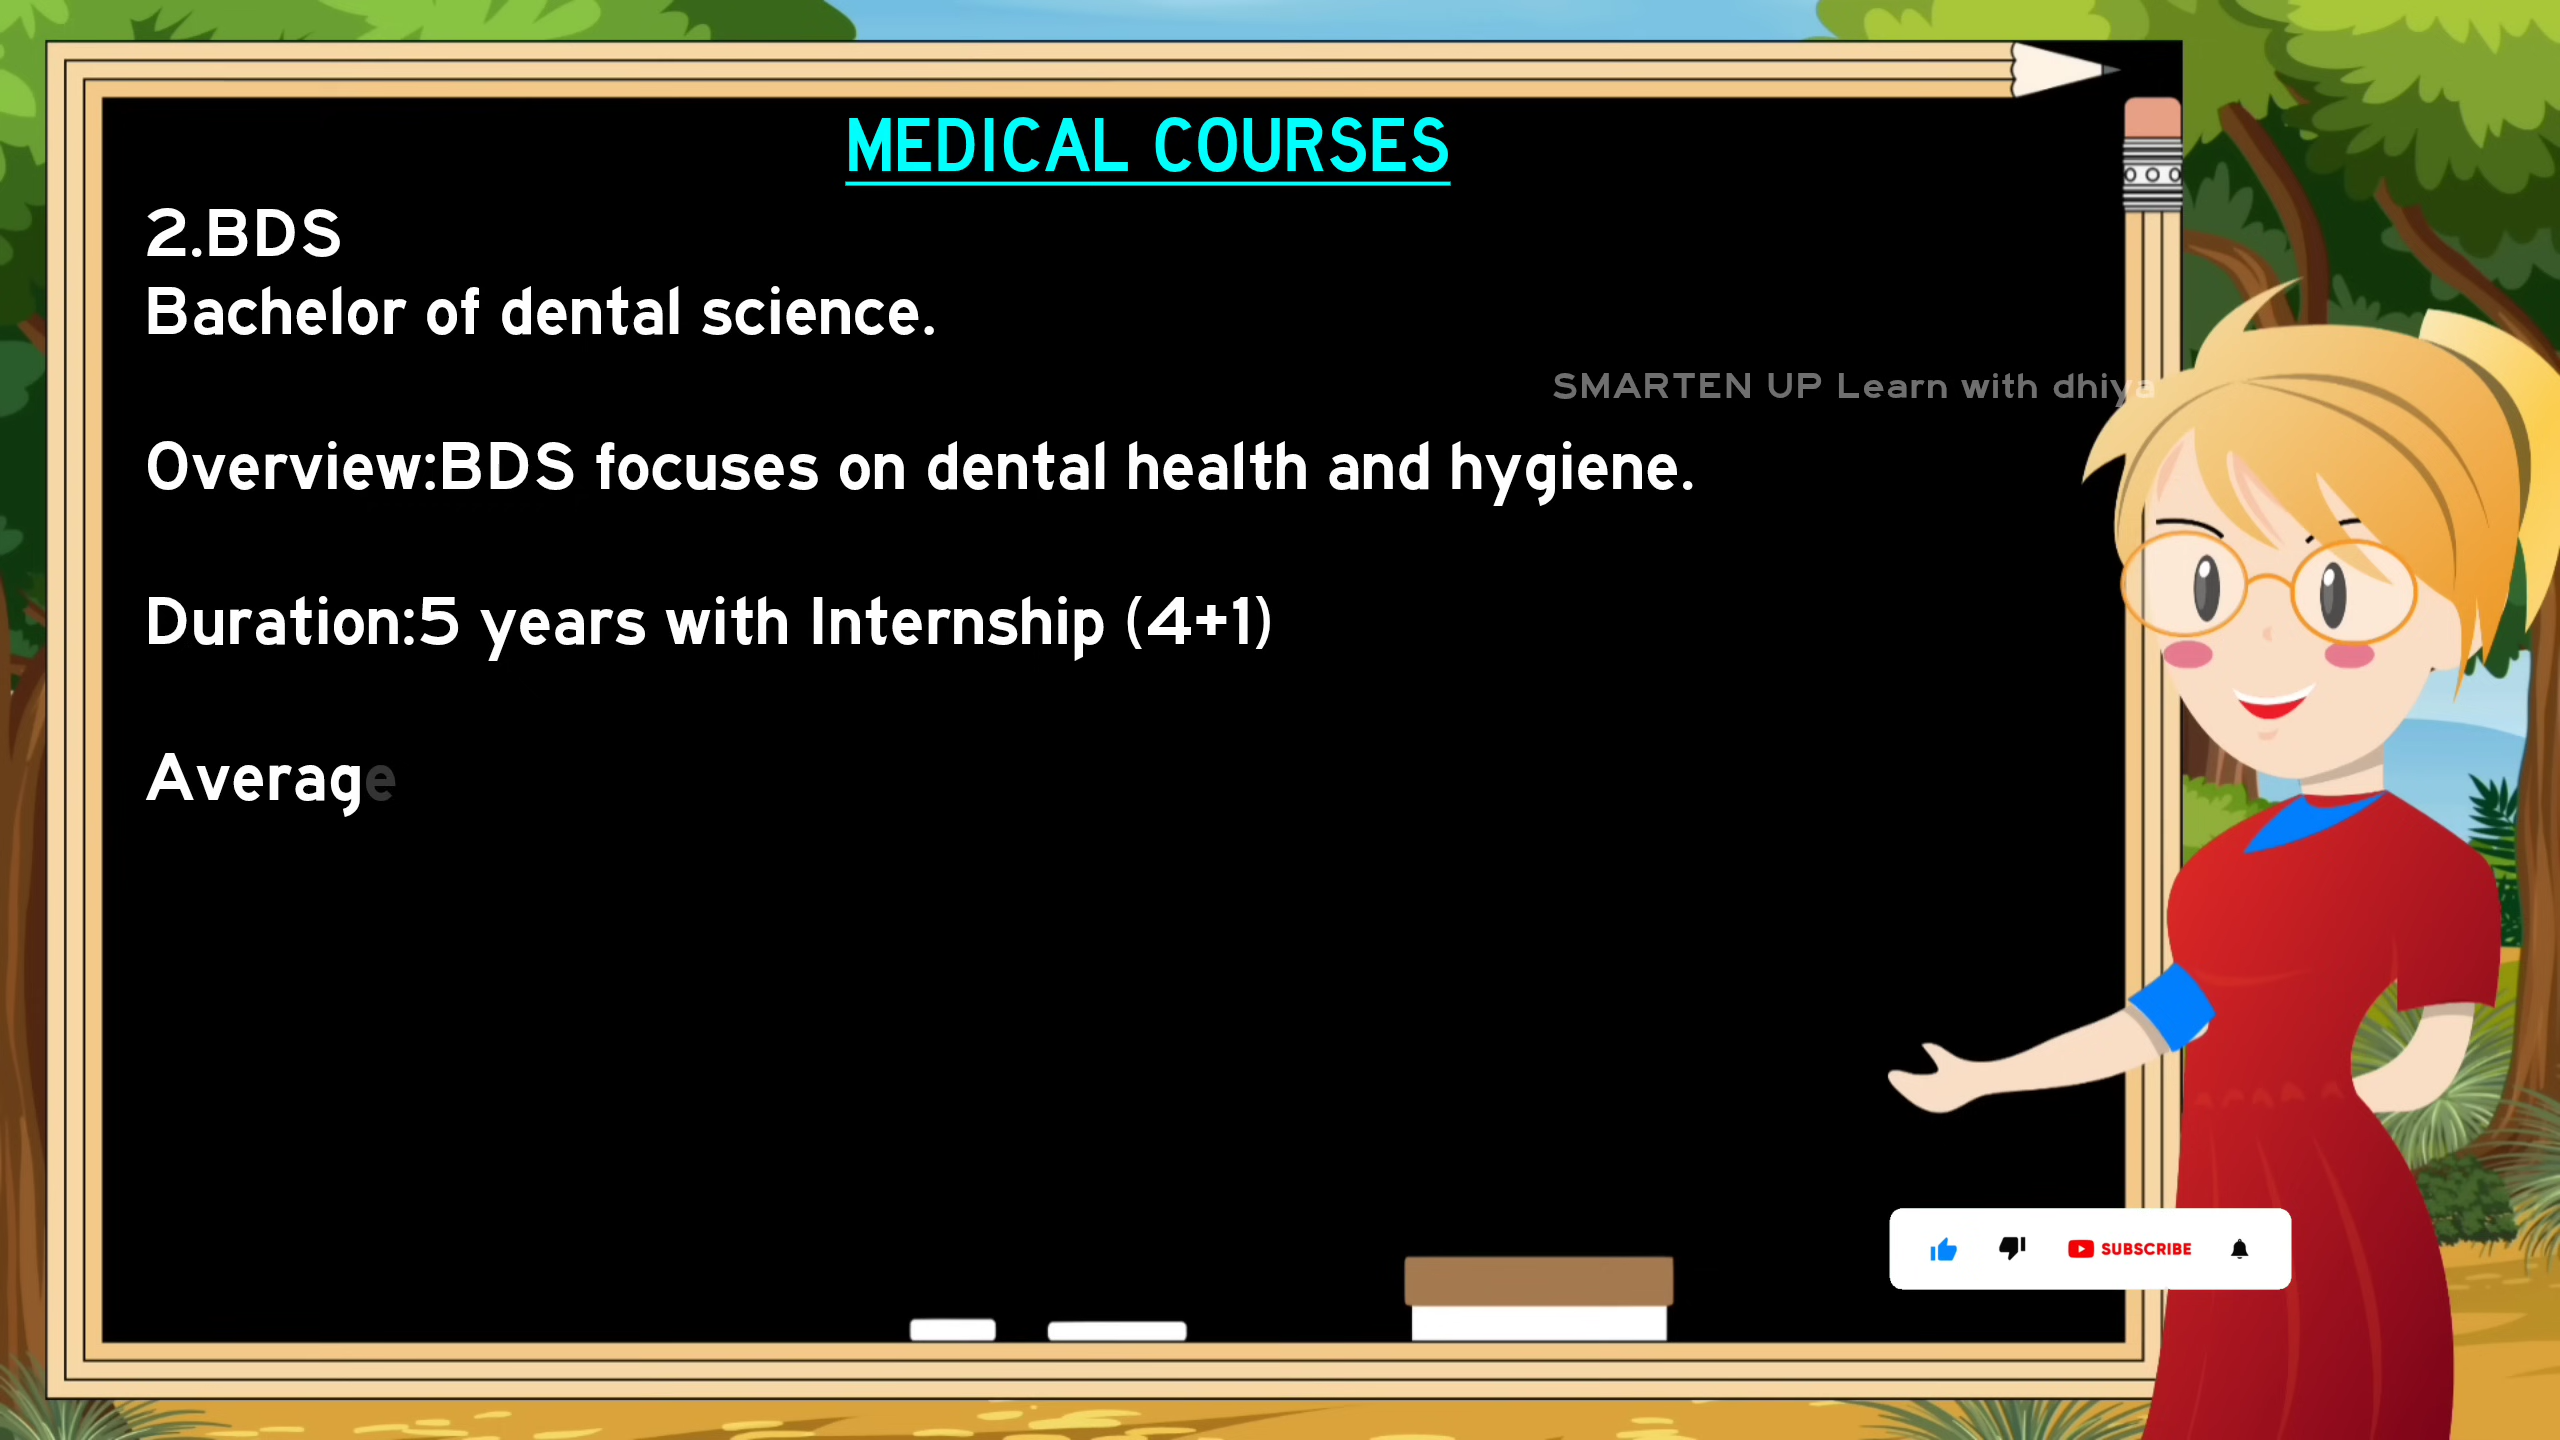 MEDICAL COURSES
2.BDS
Bachelor of dental science.
SMARTEN UP Learn with dhiya
Overview:BDS focuses on dental health and hygiene.
Duration:5 years with Internship (4+1)
Average
SUBSCRIBE